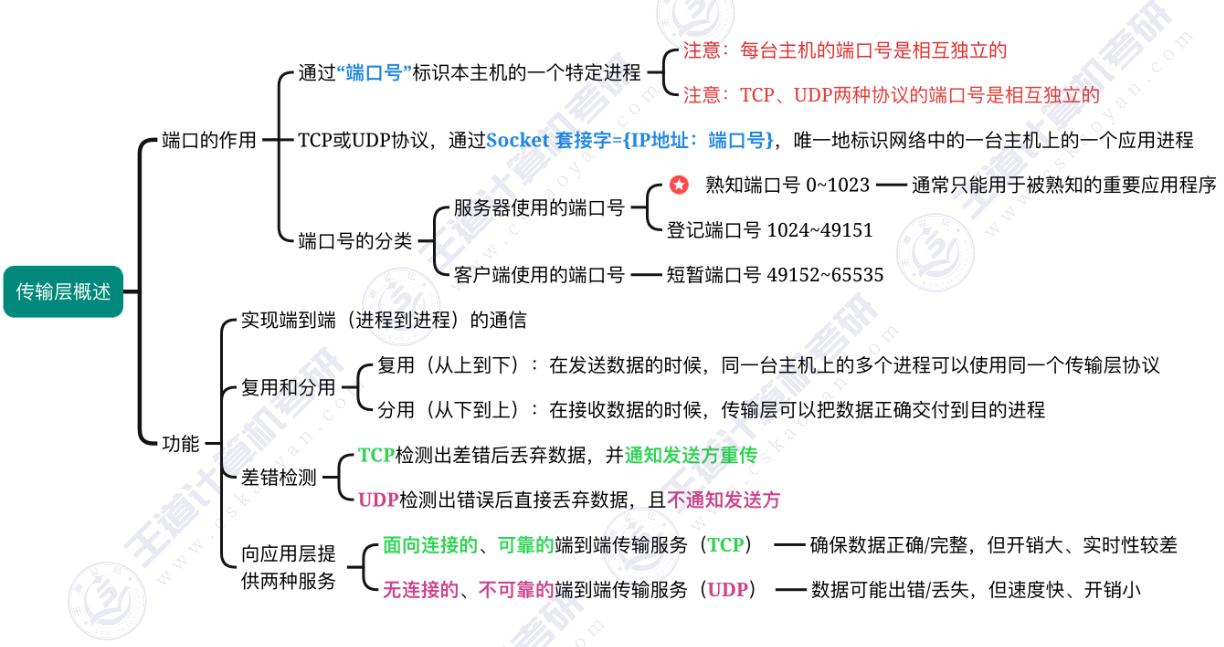 传输层概述
端口的作用
通过“端口号”标识本主机的一个特定进程
注意：每台主机的端口号是相互独立的
注意：TCP、UDP两种协议的端口号是相互独立的
TCP或UDP协议，通过Socket 套接字={IP地址：端口号}，唯一地标识网络中的一台主机上的一个应用进程
端口号的分类
服务器使用的端口号
熟知端口号 0~1023
通常只能用于被熟知的重要应用程序
登记端口号 1024~49151
客户端使用的端口号
短暂端口号 49152~65535
功能
实现端到端（进程到进程）的通信
复用和分用
复用（从上到下）：在发送数据的时候，同一台主机上的多个进程可以使用同一个传输层协议
分用（从下到上）：在接收数据的时候，传输层可以把数据正确交付到目的进程
差错检测
TCP检测出差错后丢弃数据，并通知发送方重传
UDP检测出错误后直接丢弃数据，且不通知发送方
向应用层提
供两种服务
面向连接的、可靠的端到端传输服务（TCP）
确保数据正确/完整，但开销大、实时性较差
无连接的、不可靠的端到端传输服务（UDP）
数据可能出错/丢失，但速度快、开销小
王道计算机考研
www.cskaoyan.com